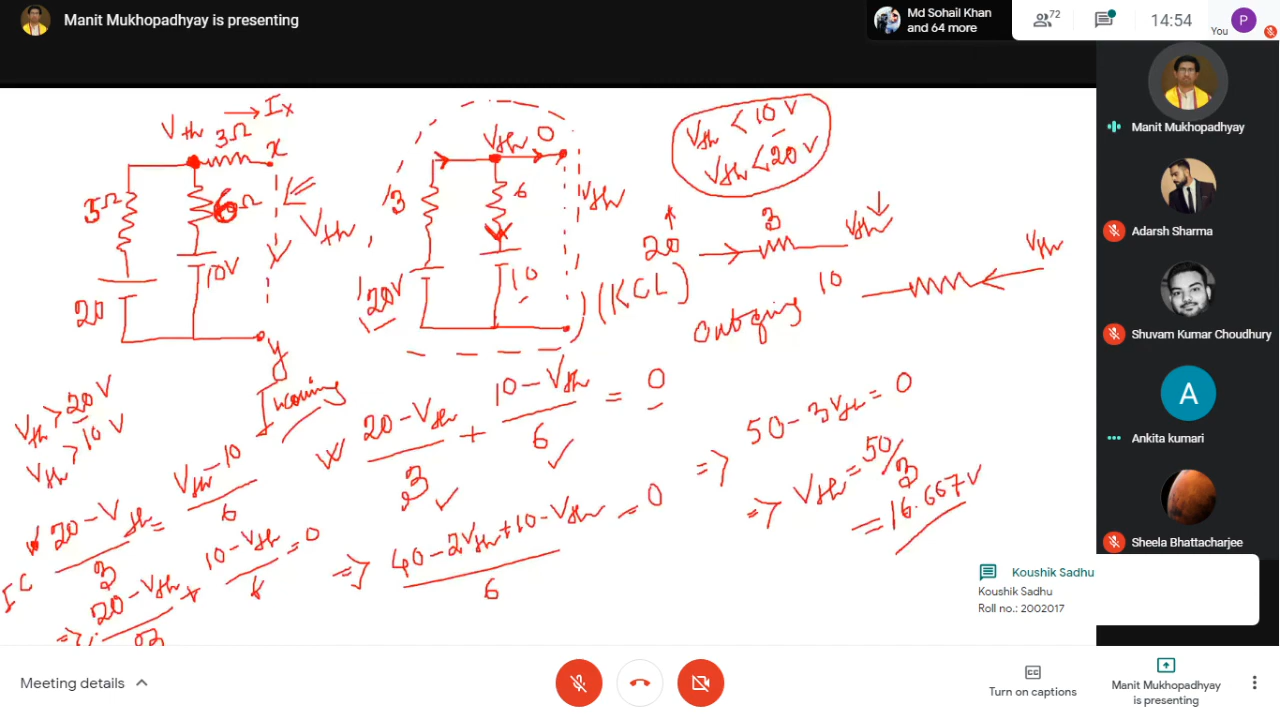 Manit Mukhopadhyay is presenting
Md Sohail Khan
and 64 more
72
14:54
You
P
Manit Mukhopadhyay
Adarsh Sharma
Shuvam Kumar Choudhury
A
Ankita kumari
Sheela Bhattacharjee
Vth 3Ω → Ix
x
6Ω
Vth,
10V
20
y
Vth 0
3
6
Vth
20V
10
(KCL)
Vth < 10 V
Vth < 20 V
20 3 Vth
10 Vth
Outgoing
Incoming
Vth > 20 V
Vth > 10 V
20 - Vth / 3 = Vth - 10 / 6
⇒ 20 - Vth / 3 + 10 - Vth / 6 = 0
20 - Vth / 3 + 10 - Vth / 6 = 0
⇒ 40 - 2Vth + 10 - Vth / 6 = 0
⇒ 50 - 3Vth = 0
⇒ Vth = 50/3
= 16.667 V
Koushik Sadhu
Koushik Sadhu
Roll no.: 2002017
Meeting details
CC
Turn on captions
Manit Mukhopadhyay
is presenting